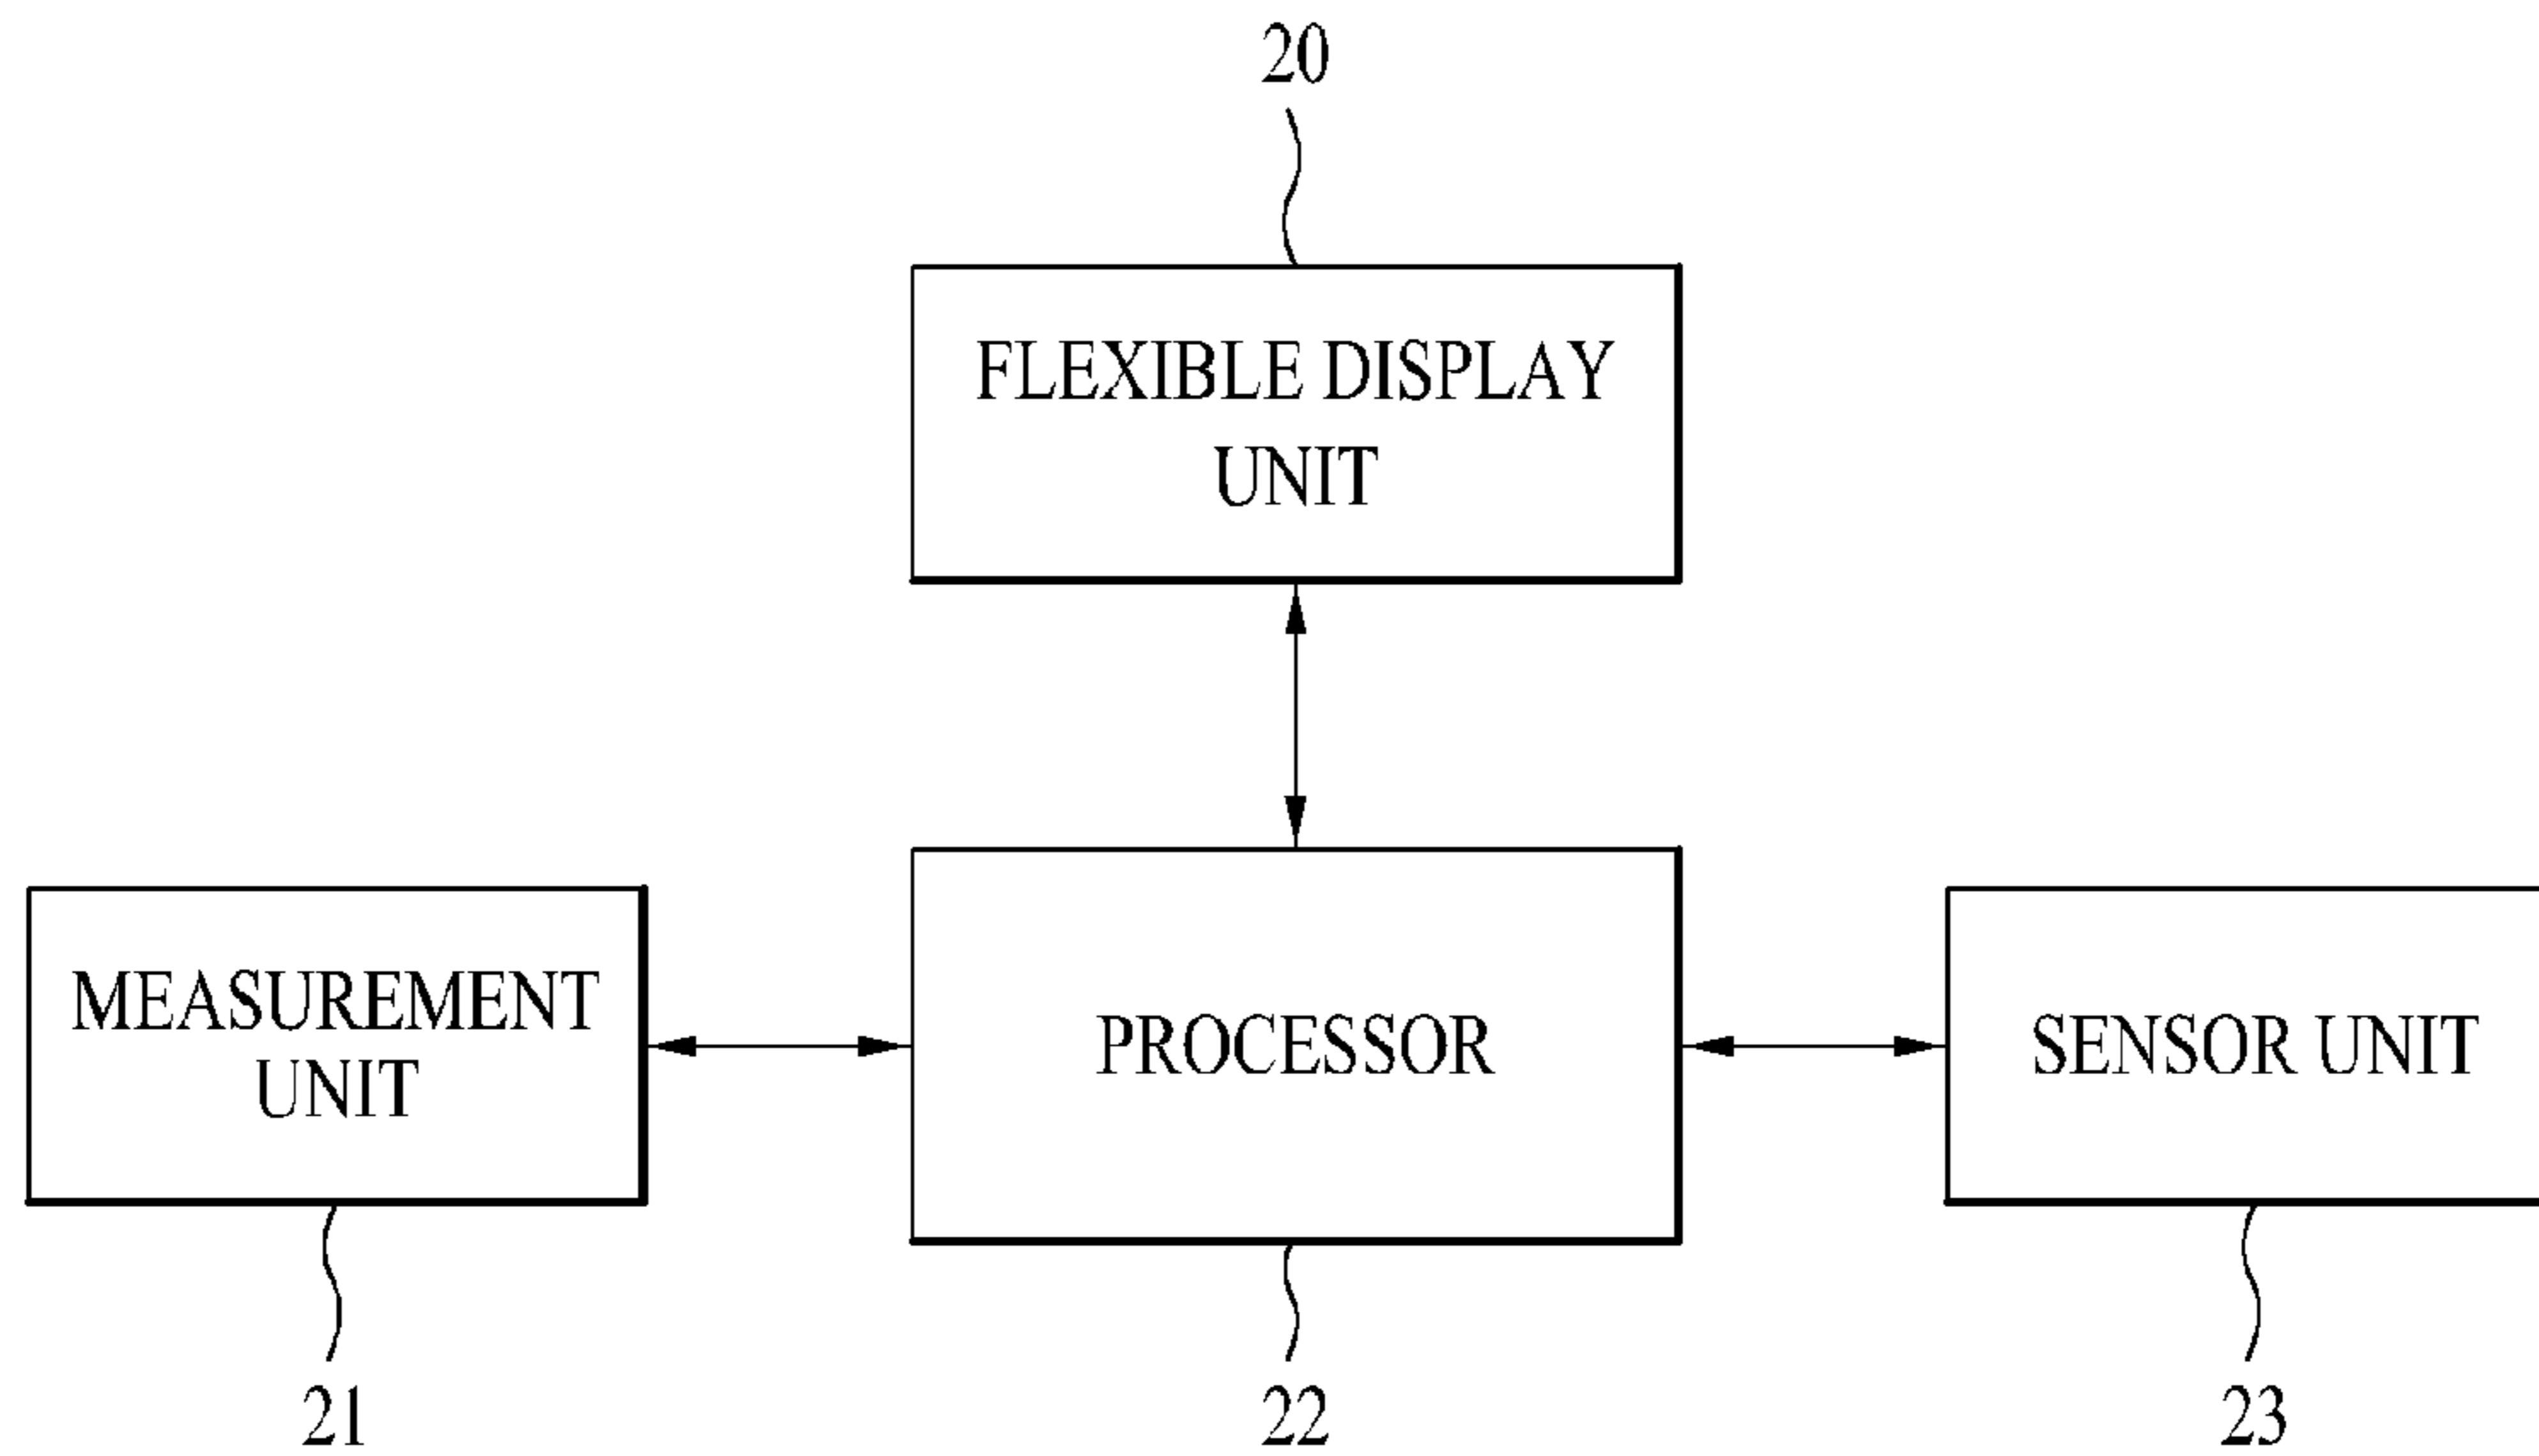 20
FLEXIBLE DISPLAY
UNIT
MEASUREMENT
UNIT
PROCESSOR
SENSOR UNIT
21
22
23